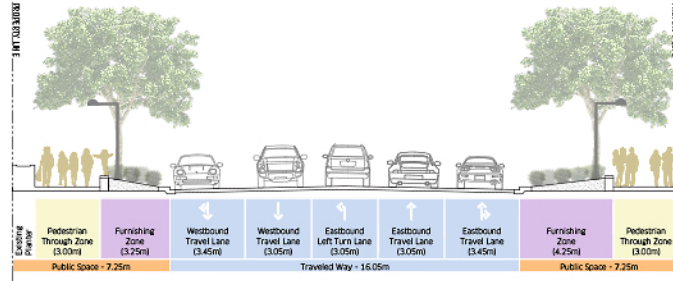 PROPERTY LINE
Existing
Planter
Pedestrian
Through Zone
(3.00m)
Furnishing
Zone
(3.25m)
Westbound
Travel Lane
(3.45m)
Westbound
Travel Lane
(3.05m)
Eastbound
Left Turn Lane
(3.05m)
Eastbound
Travel Lane
(3.05m)
Eastbound
Travel Lane
(3.45m)
Furnishing
Zone
(4.25m)
Pedestrian
Through Zone
(3.00m)
Public Space - 7.25m
Traveled Way - 16.05m
Public Space - 7.25m
PROPERTY LINE